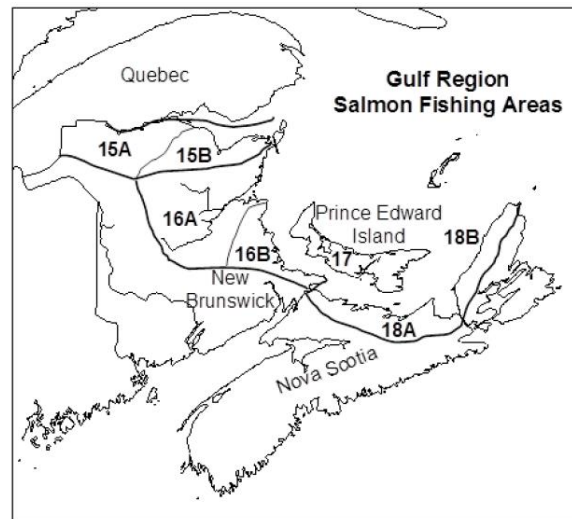 Quebec
Gulf Region
Salmon Fishing Areas
15A
15B
16A
Prince Edward
Island
18B
17
16B
New
Brunswick
18A
Nova Scotia